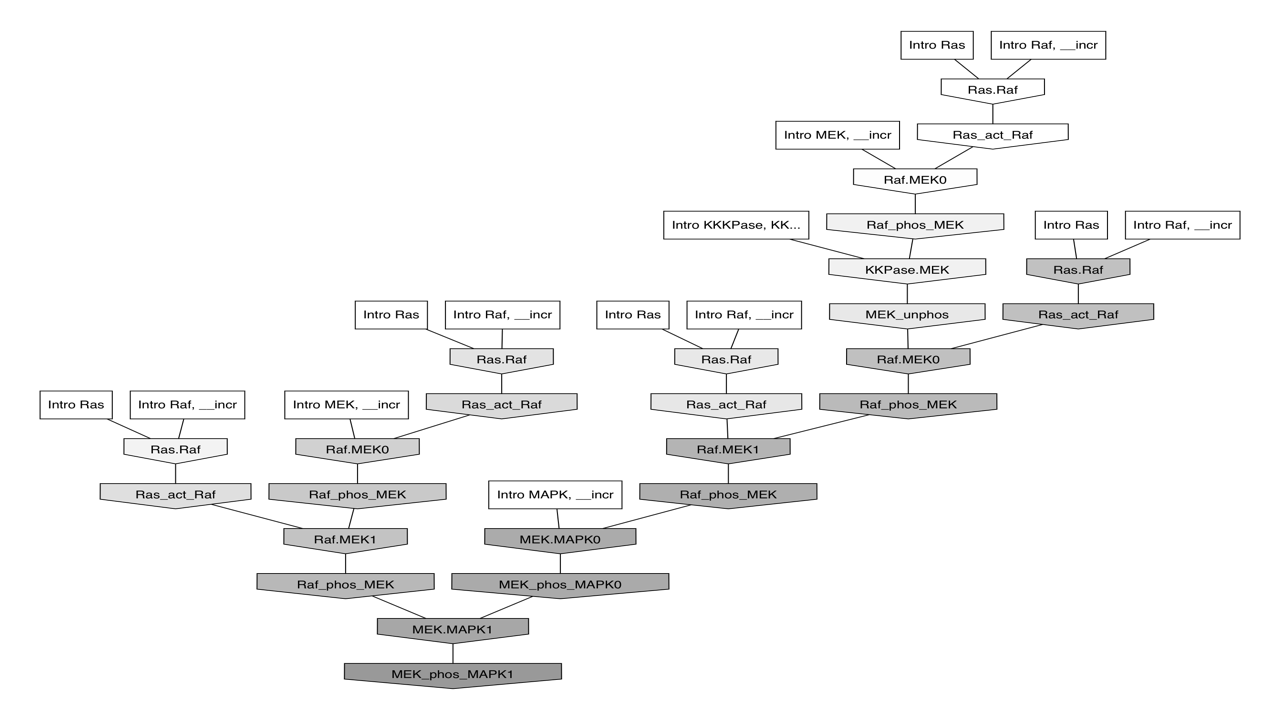 Intro Ras
Intro Raf, __incr
Ras.Raf
Intro MEK, __incr
Ras_act_Raf
Raf.MEK0
Intro KKKPase, KK...
Raf_phos_MEK
Intro Ras
Intro Raf, __incr
KKPase.MEK
Ras.Raf
Intro Ras
Intro Raf, __incr
Intro Ras
Intro Raf, __incr
MEK_unphos
Ras_act_Raf
Ras.Raf
Ras.Raf
Raf.MEK0
Intro Ras
Intro Raf, __incr
Intro MEK, __incr
Ras_act_Raf
Ras_act_Raf
Raf_phos_MEK
Ras.Raf
Raf.MEK0
Raf.MEK1
Ras_act_Raf
Raf_phos_MEK
Intro MAPK, __incr
Raf_phos_MEK
Raf.MEK1
MEK.MAPK0
Raf_phos_MEK
MEK_phos_MAPK0
MEK.MAPK1
MEK_phos_MAPK1